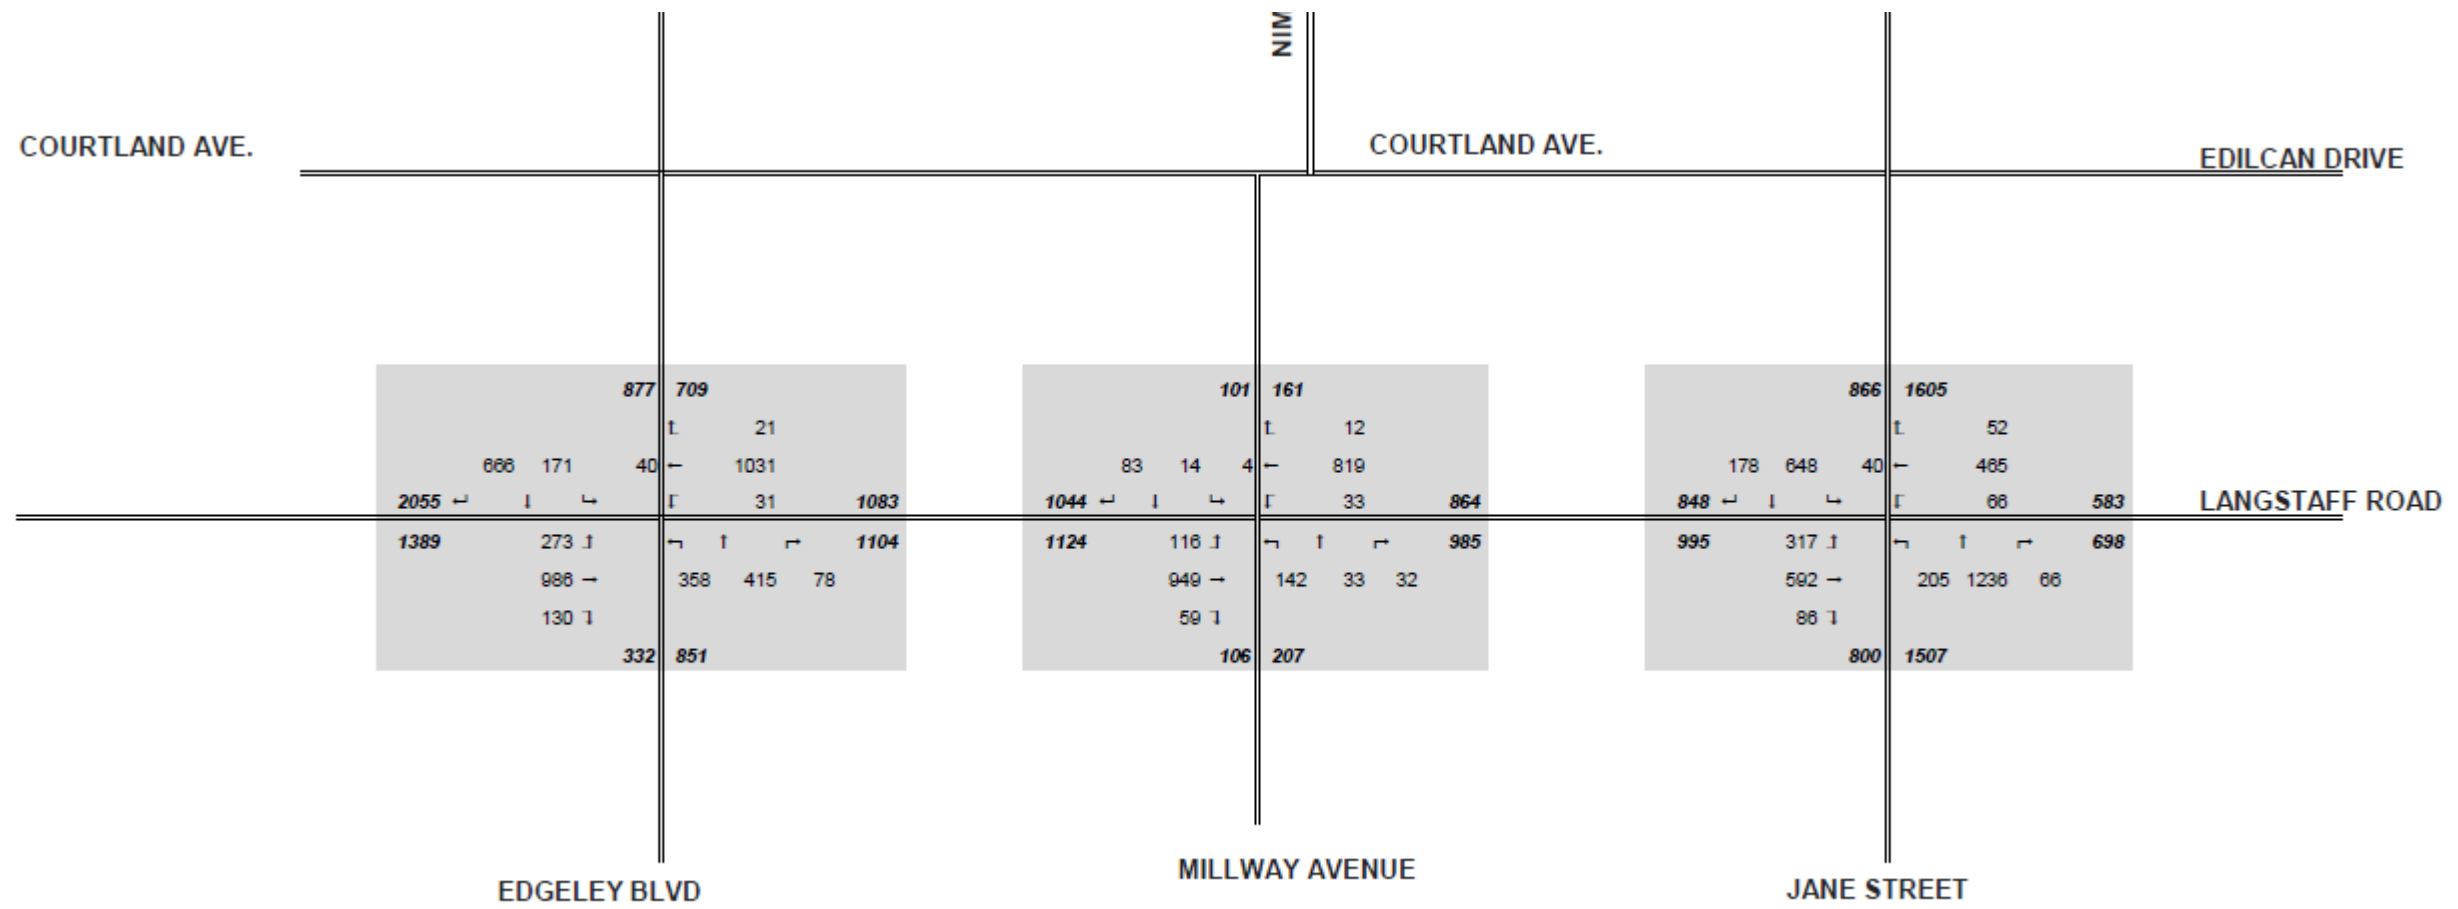 NIM
COURTLAND AVE.
COURTLAND AVE.
EDILCAN DRIVE
877 709
21
666 171 40 ← 1031
2055 ↵ 31 1083
1389 273 1104
986 → 358 415 78
130
332 851
101 161
12
83 14 4 ← 819
1044 33 864
1124 116 985
949 → 142 33 32
59
106 207
866 1605
52
178 648 40 ← 465
848 66 583
995 317 698
592 → 205 1236 66
86
800 1507
LANGSTAFF ROAD
EDGELEY BLVD
MILLWAY AVENUE
JANE STREET